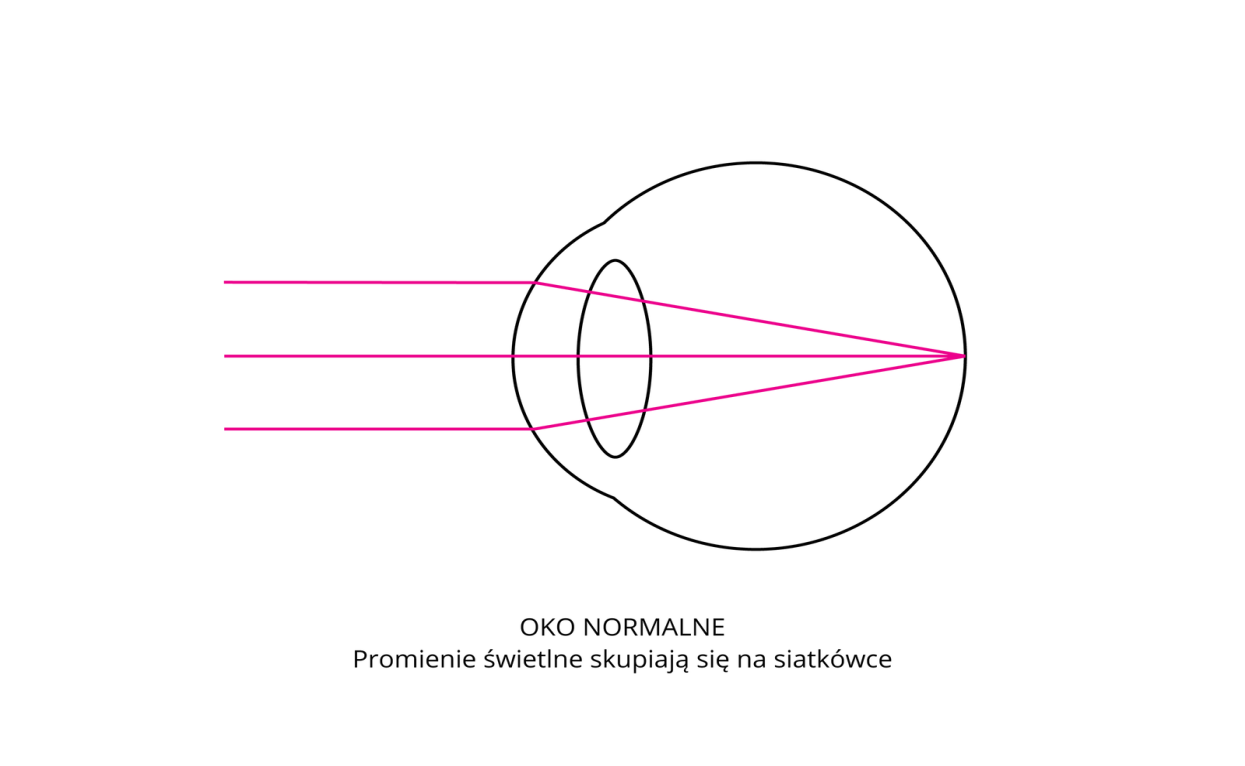 OKO NORMALNE
Promienie świetlne skupiają się na siatkówce